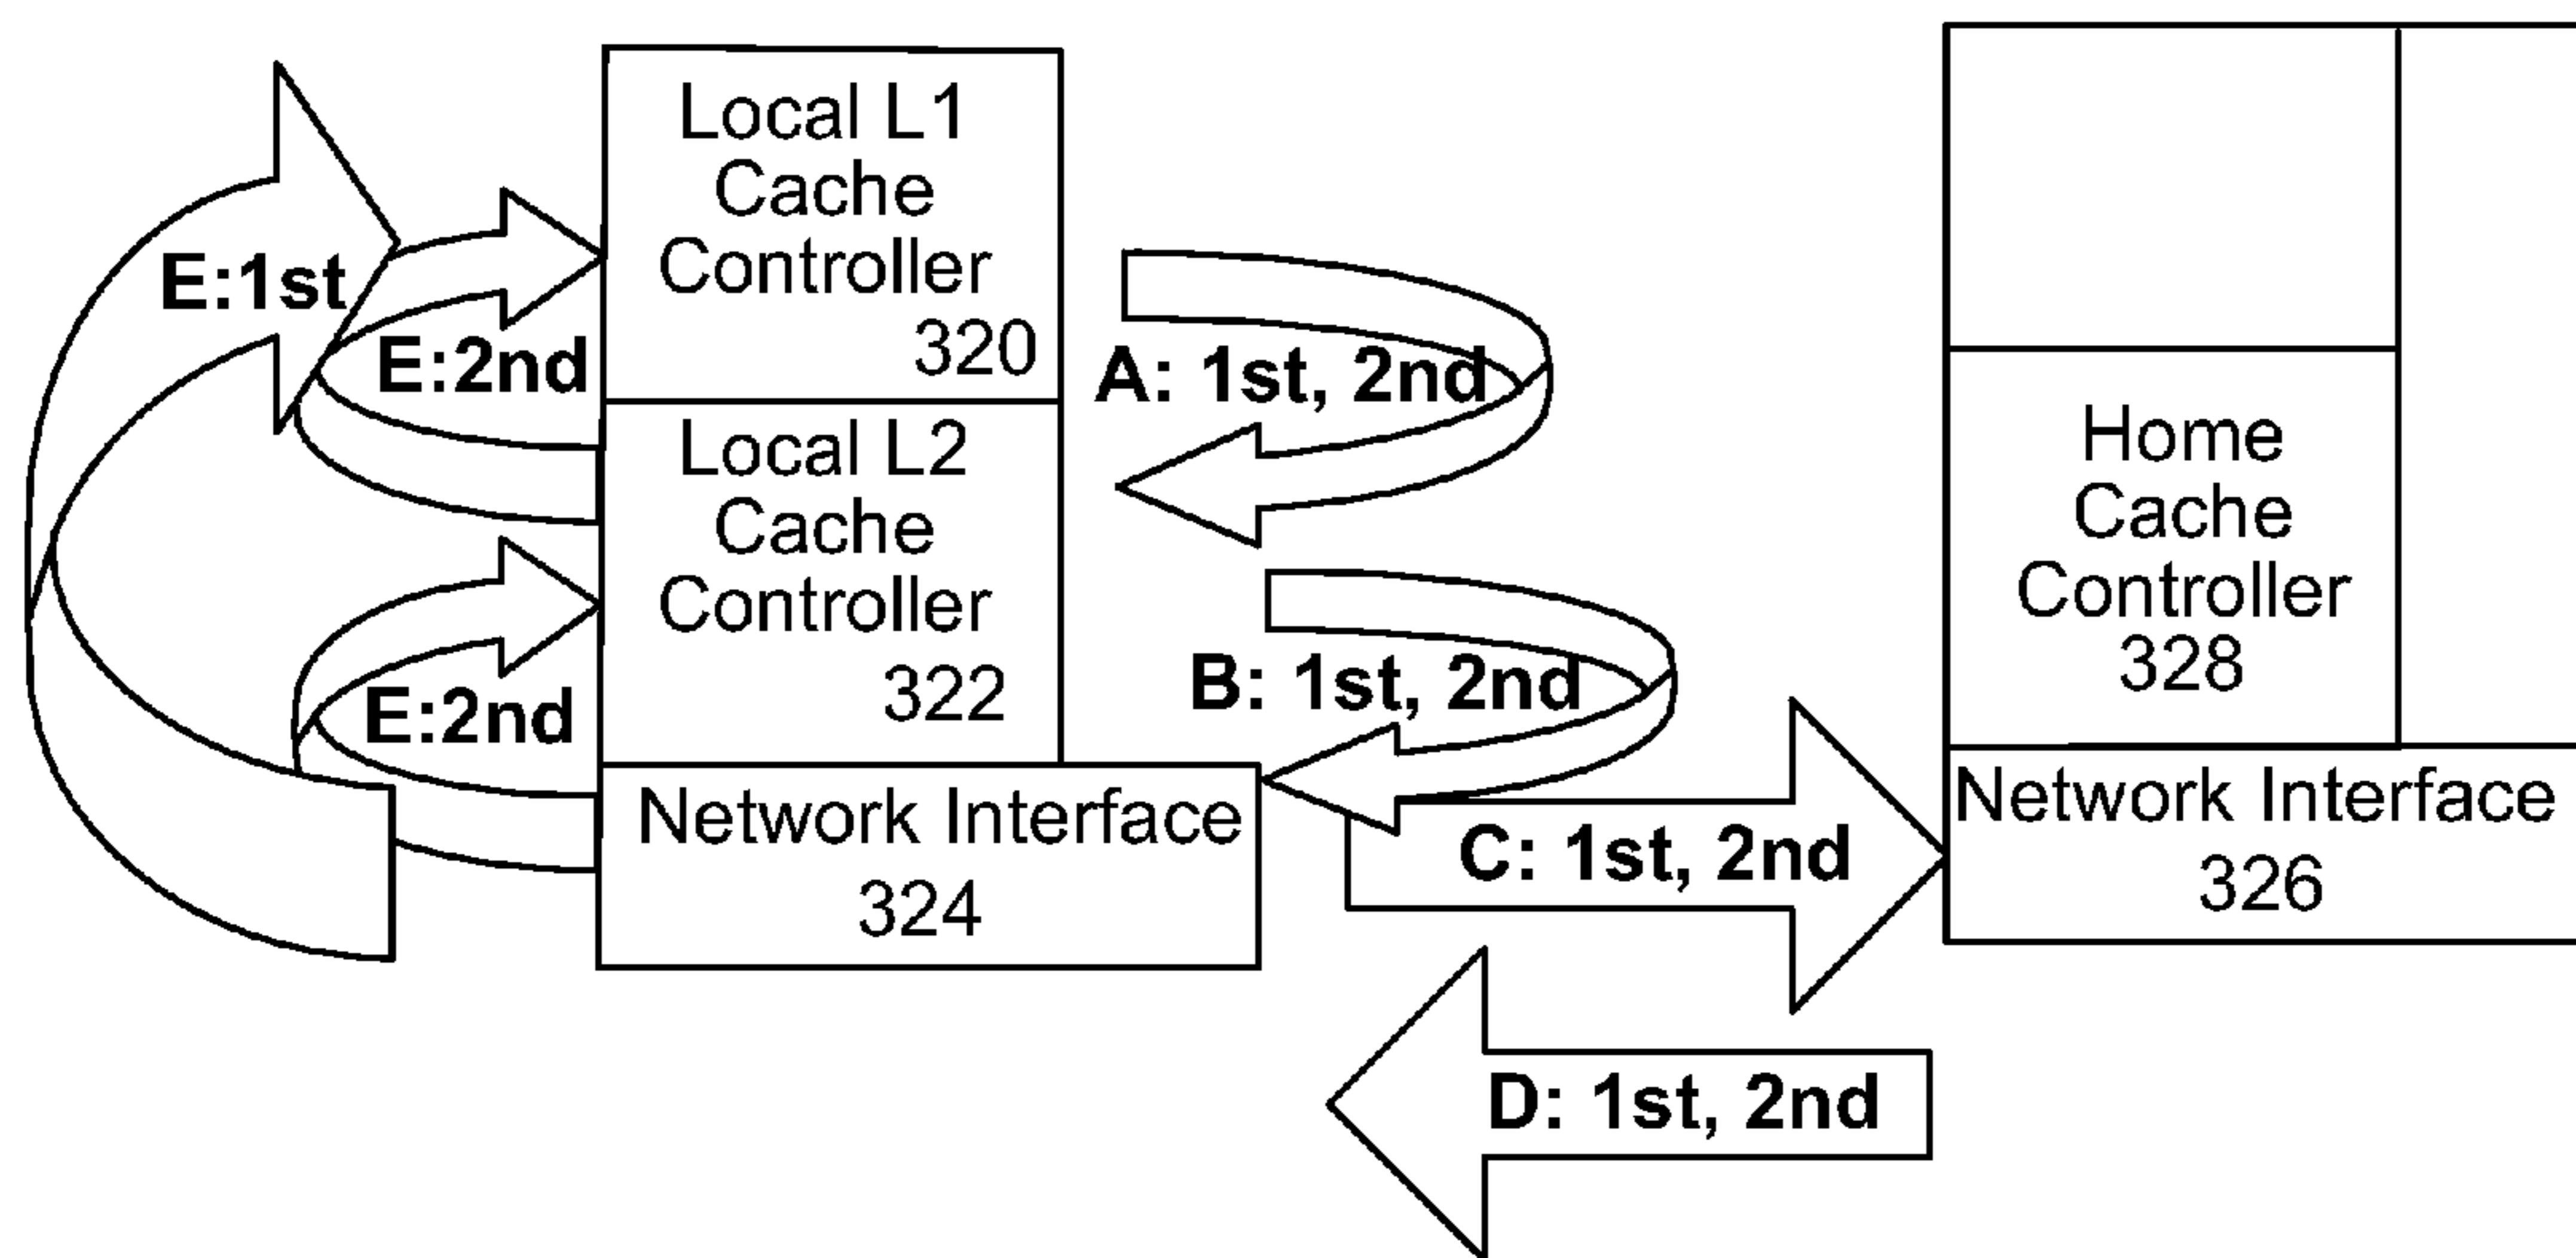 Local L1
Cache
Controller
320
E:1st
E:2nd
A: 1st, 2nd
Local L2
Cache
Controller
322
E:2nd
B: 1st, 2nd
Network Interface
324
C: 1st, 2nd
D: 1st, 2nd
Home
Cache
Controller
328
Network Interface
326